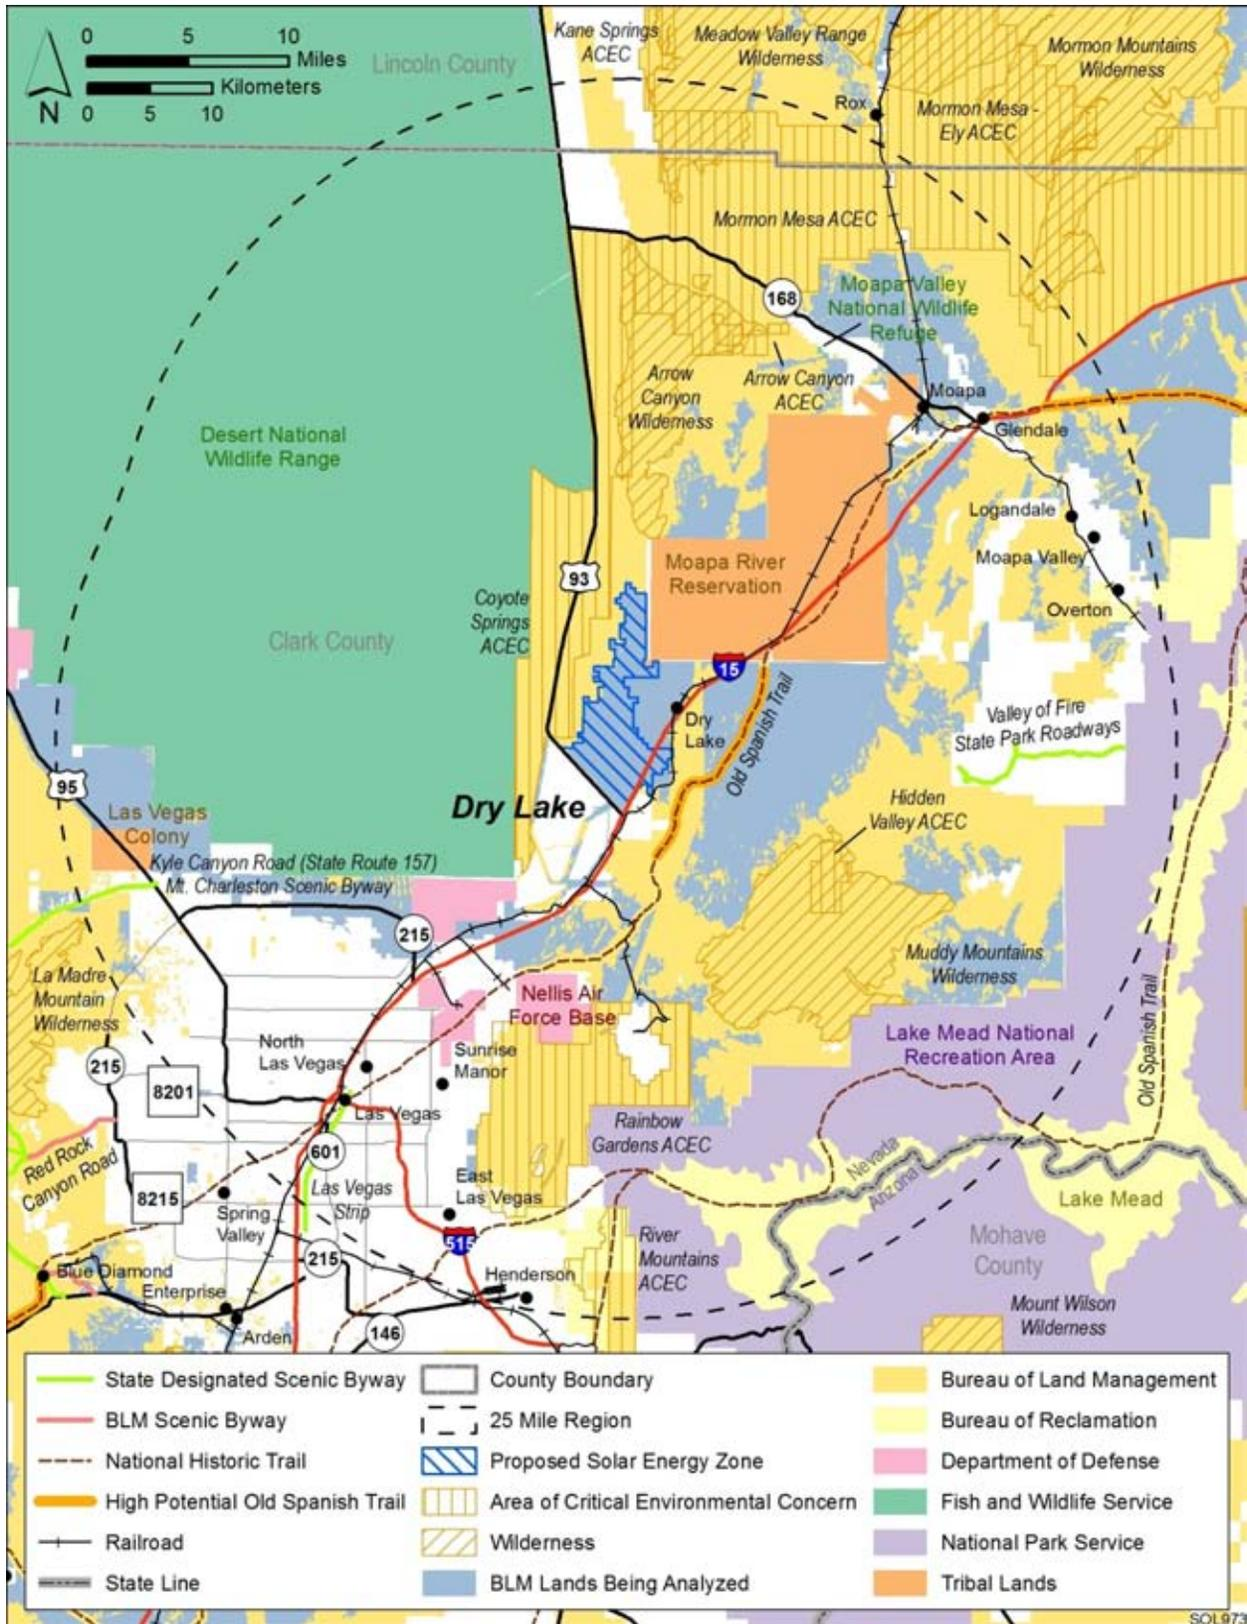 0 5 10
Miles
Kilometers
0 5 10
N
Lincoln County
Kane Springs
ACEC
Meadow Valley Range
Wilderness
Mormon Mountains
Wilderness
Rox
Mormon Mesa -
Ely ACEC
Mormon Mesa ACEC
168
Moapa Valley
National Wildlife
Refuge
Arrow
Canyon
Wilderness
Arrow Canyon
ACEC
Moapa
Glendale
Desert National
Wildlife Range
Logandale
Moapa Valley
Overton
93
Moapa River
Reservation
Coyote
Springs
ACEC
Clark County
15
Dry
Lake
Old Spanish Trail
Valley of Fire
State Park Roadways
95
Las Vegas
Colony
Dry Lake
Hidden
Valley ACEC
Kyle Canyon Road (State Route 157)
Mt. Charleston Scenic Byway
215
La Madre
Mountain
Wilderness
Muddy Mountains
Wilderness
Nellis Air
Force Base
Lake Mead National
Recreation Area
Old Spanish Trail
North
Las Vegas
Sunrise
Manor
215
8201
Las Vegas
Rainbow
Gardens ACEC
601
Red Rock
Canyon Road
8215
Las Vegas
Strip
East
Las Vegas
Nevada
Arizona
Lake Mead
Spring
Valley
515
215
River
Mountains
ACEC
Mohave
County
Blue Diamond
Enterprise
Henderson
Arden
146
Mount Wilson
Wilderness
State Designated Scenic Byway
BLM Scenic Byway
National Historic Trail
High Potential Old Spanish Trail
Railroad
State Line
County Boundary
25 Mile Region
Proposed Solar Energy Zone
Area of Critical Environmental Concern
Wilderness
BLM Lands Being Analyzed
Bureau of Land Management
Bureau of Reclamation
Department of Defense
Fish and Wildlife Service
National Park Service
Tribal Lands